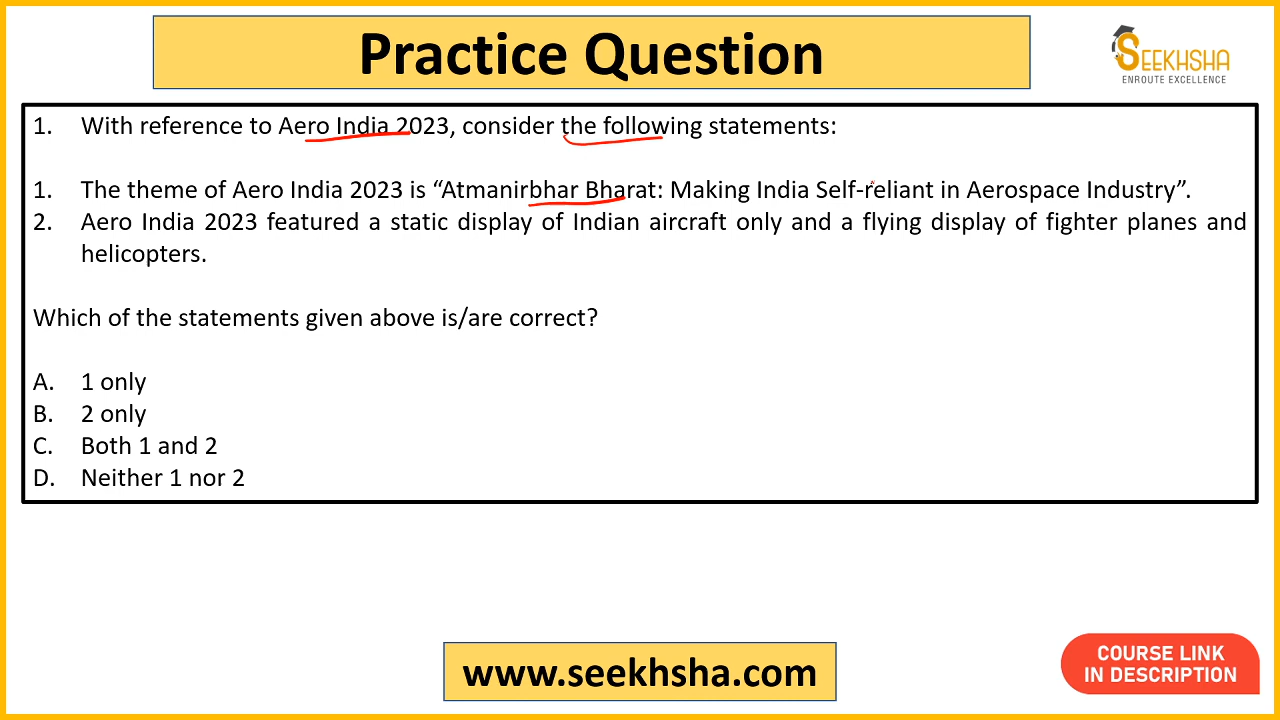 Practice Question
SEEKHSHA
ENROUTE EXCELLENCE
1. With reference to Aero India 2023, consider the following statements:
1. The theme of Aero India 2023 is “Atmanirbhar Bharat: Making India Self-reliant in Aerospace Industry”.
2. Aero India 2023 featured a static display of Indian aircraft only and a flying display of fighter planes and
helicopters.
Which of the statements given above is/are correct?
A. 1 only
B. 2 only
C. Both 1 and 2
D. Neither 1 nor 2
www.seekhsha.com
COURSE LINK
IN DESCRIPTION